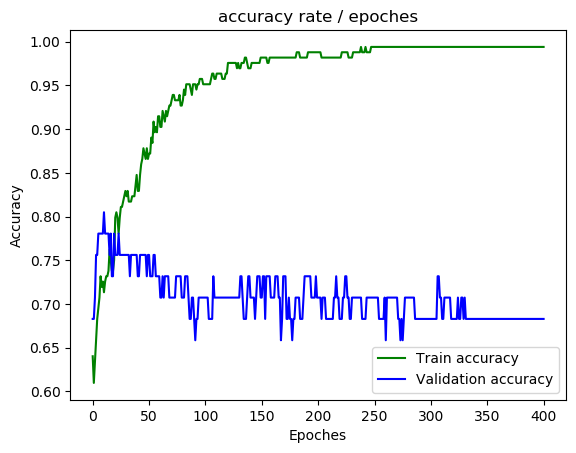 accuracy rate / epoches
1.00
0.95
0.90
0.85
0.80
0.75
0.70
0.65
0.60
Accuracy
Train accuracy
Validation accuracy
0 50 100 150 200 250 300 350 400
Epoches